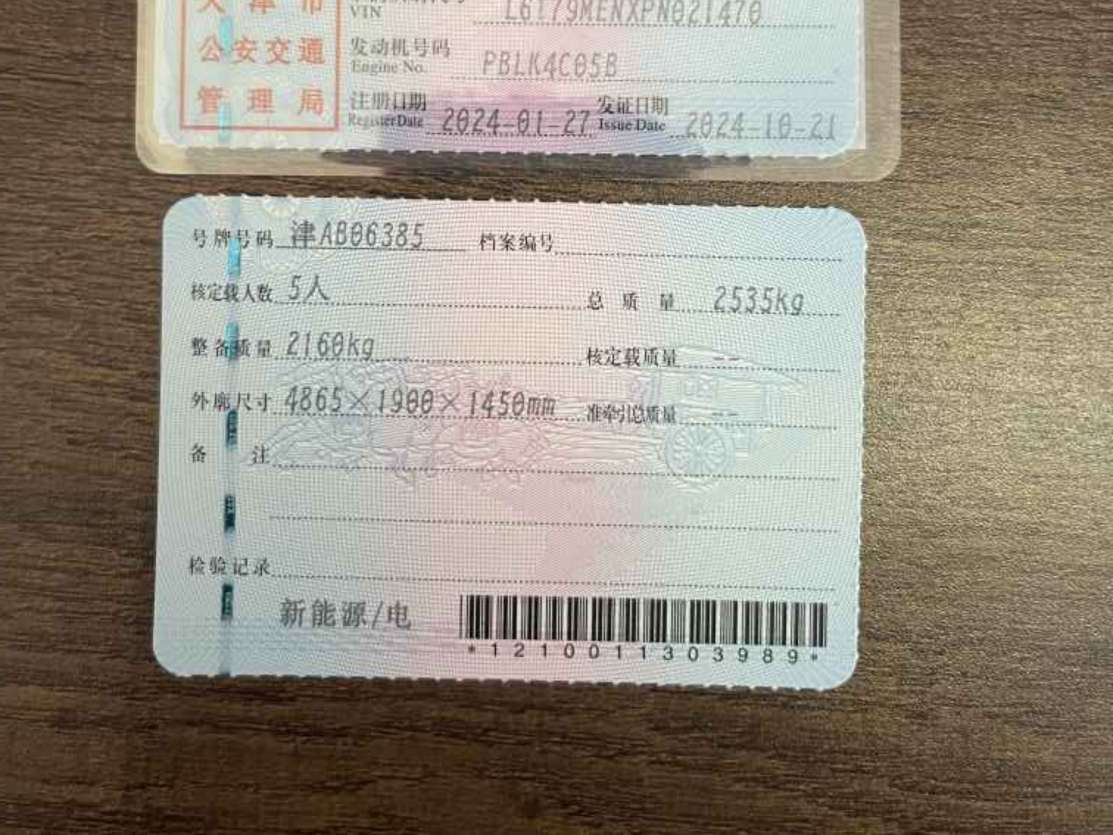 天津市
VIN L6T79MENXPN021470
公安交通
发动机号码
Engine No. PBLK4C05B
管理局
注册日期 2024-01-27 发证日期 2024-10-21
Register Date Issue Date
号牌号码 津AB06385 档案编号
核定载人数 5人 总质量 2535kg
整备质量 2160kg 核定载质量 --
外廓尺寸 4865×1900×1450mm 准牵引总质量 --
备注
检验记录
新能源/电
*1210011303989*